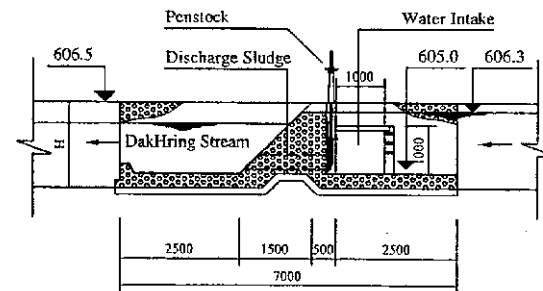 Penstock
Water Intake
606.5
Discharge Sludge
605.0
606.3
1000
DakHring Stream
H
1000
2500
1500
500
2500
7000